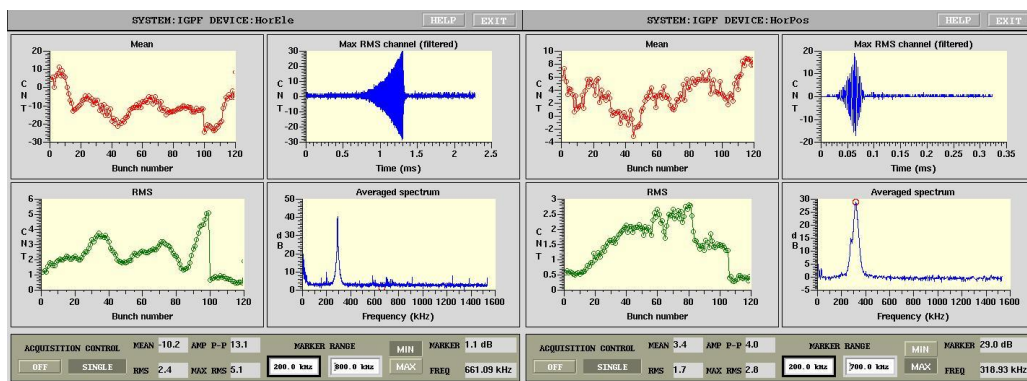 SYSTEM:IGPF DEVICE:HorEle
HELP
EXIT
Mean
20
10
0
-10
-20
-30
C
N
T
0 20 40 60 80 100 120
Bunch number
Max RMS channel (filtered)
30
20
10
0
-10
-20
-30
C
N
T
0 0.5 1 1.5 2 2.5
Time (ms)
RMS
6
5
4
3
2
1
0
C
N
T
0 20 40 60 80 100 120
Bunch number
Averaged spectrum
50
40
30
20
10
0
d
B
0 200 400 600 800 1000 1200 1400 1600
Frequency (kHz)
ACQUISITION CONTROL
OFF
SINGLE
MEAN -10.2 AMP P-P 13.1
RMS 2.4 MAX RMS 5.1
MARKER RANGE
200.0 kHz
800.0 kHz
MIN
MAX
MARKER 1.1 dB
FREQ 661.09 kHz
SYSTEM:IGPF DEVICE:HorPos
HELP
EXIT
Mean
10
8
6
4
2
0
-2
-4
C
N
T
0 20 40 60 80 100 120
Bunch number
Max RMS channel (filtered)
20
10
0
-10
-20
C
N
T
0 0.05 0.1 0.15 0.2 0.25 0.3 0.35
Time (ms)
RMS
3
2.5
2
1.5
1
0.5
0
C
N
T
0 20 40 60 80 100 120
Bunch number
Averaged spectrum
30
25
20
15
10
5
0
-5
d
B
0 200 400 600 800 1000 1200 1400 1600
Frequency (kHz)
ACQUISITION CONTROL
OFF
SINGLE
MEAN 3.4 AMP P-P 4.0
RMS 1.7 MAX RMS 2.8
MARKER RANGE
200.0 kHz
700.0 kHz
MIN
MAX
MARKER 29.0 dB
FREQ 318.93 kHz